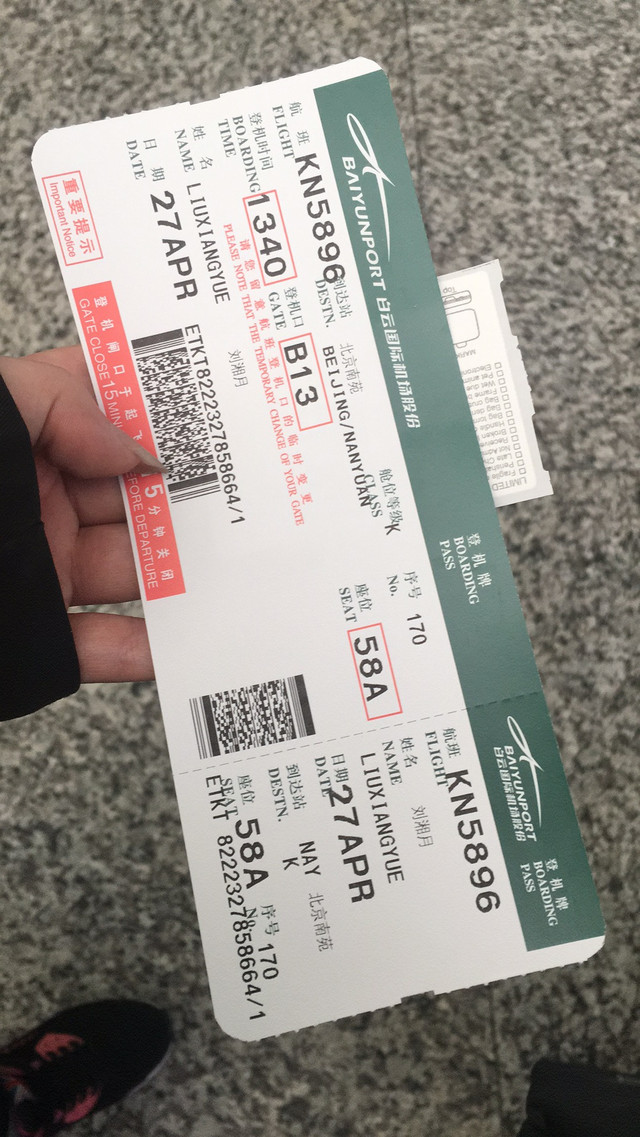 BAIYUNPORT 白云国际机场股份
登机牌
BOARDING
PASS
航班
FLIGHT
KN5896
到达站
DESTN.
北京南苑
BEIJING/NANYUAN
舱位等级
CLASS
K
序号
No.
170
登机时间
BOARDING
TIME
1340
登机口
GATE
B13
座位
SEAT
58A
请您留意航班登机口的临时变更
PLEASE NOTE THAT THE TEMPORARY CHANGE OF YOUR GATE
姓名
NAME
LIUXIANGYUE
刘湘月
日期
DATE
27APR
ETKT8222327858664/1
重要提示
Important Notice
登机闸口于起飞
15分钟关闭
GATE CLOSE 15 MIN
BEFORE DEPARTURE
BAIYUNPORT
白云国际机场股份
登机牌
BOARDING
PASS
航班
FLIGHT
KN5896
姓名
NAME
刘湘月
LIUXIANGYUE
日期
DATE
27APR
到达站
DESTN.
NAY
北京南苑
K
座位
SEAT
58A
序号
No.
170
ETKT 8222327858664/1
LIMITED